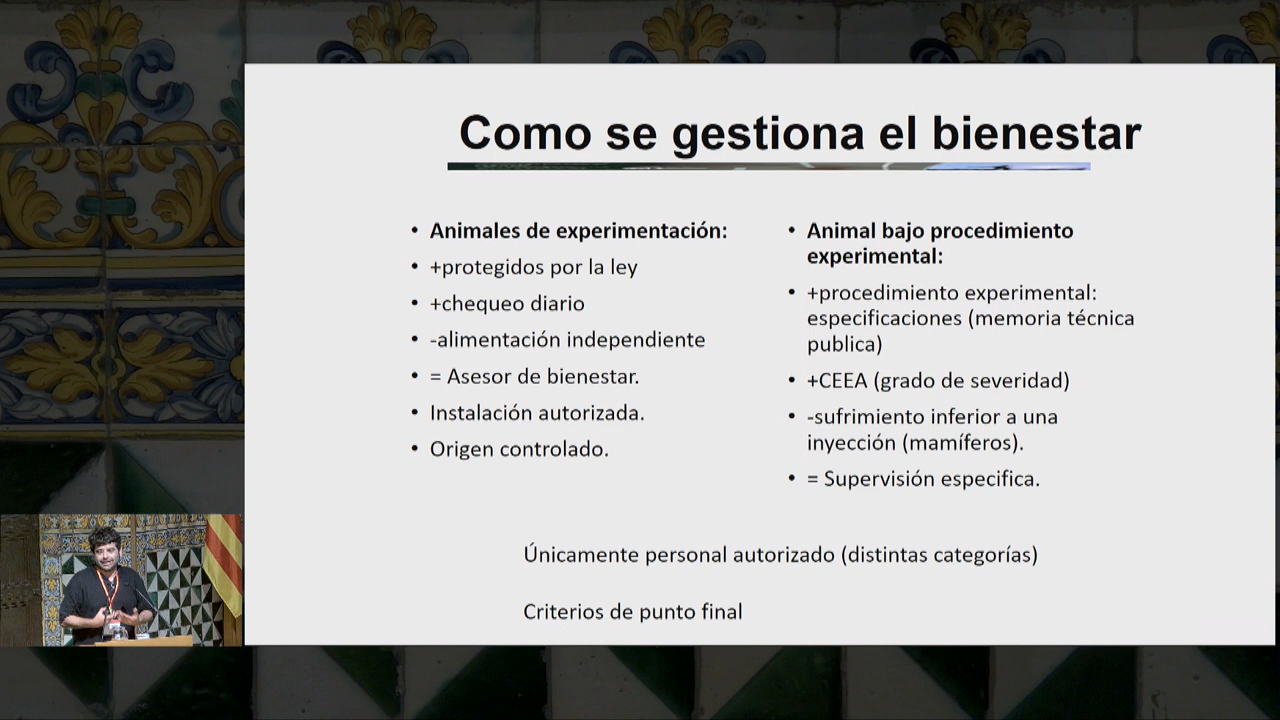 Como se gestiona el bienestar
• Animales de experimentación:
• +protegidos por la ley
• +chequeo diario
• -alimentación independiente
• = Asesor de bienestar.
• Instalación autorizada.
• Origen controlado.
• Animal bajo procedimiento
experimental:
• +procedimiento experimental:
especificaciones (memoria técnica
publica)
• +CEEA (grado de severidad)
• -sufrimiento inferior a una
inyección (mamíferos).
• = Supervisión especifica.
Únicamente personal autorizado (distintas categorías)
Criterios de punto final